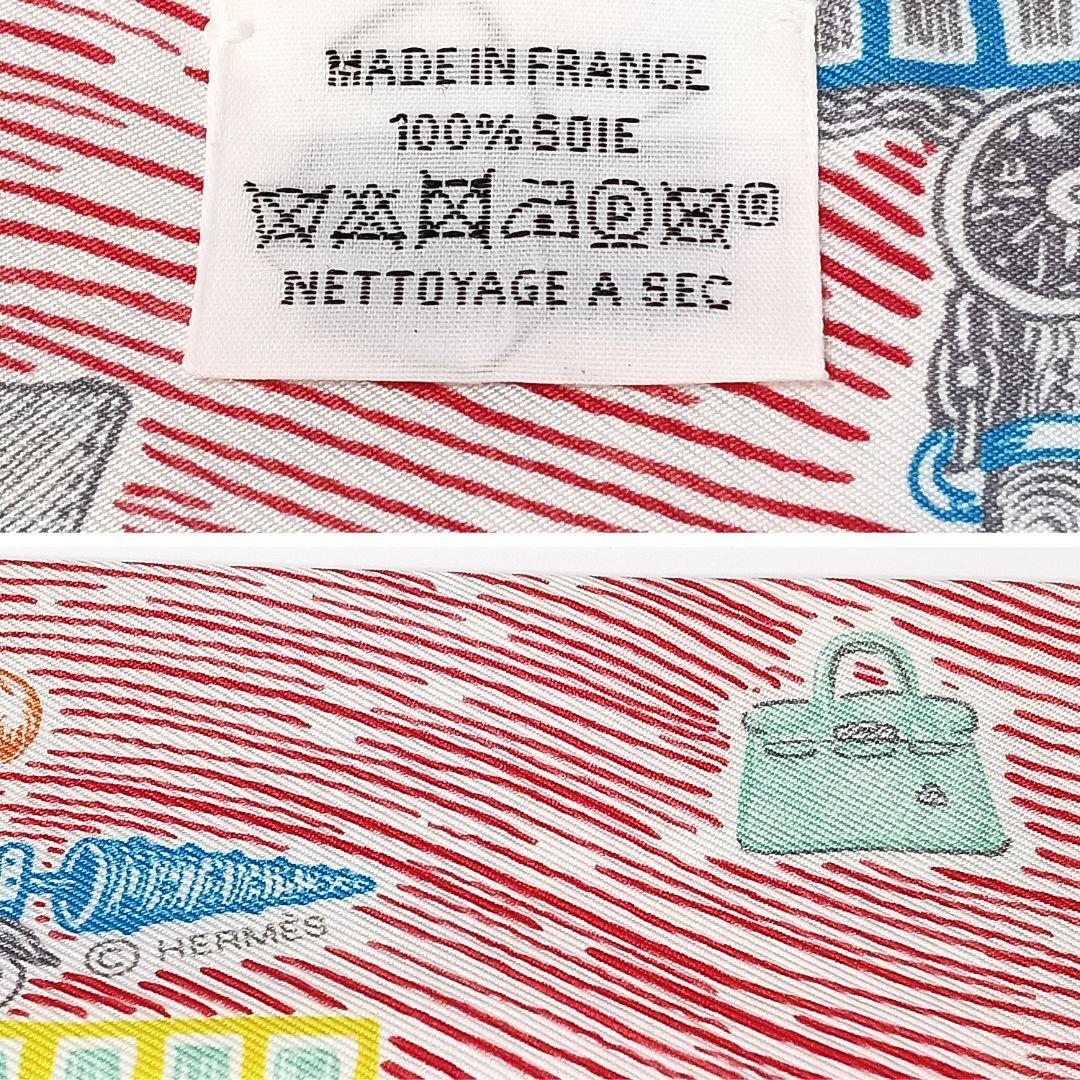 MADE IN FRANCE
100% SOIE
P ®
NETTOYAGE A SEC
© HERMÈS